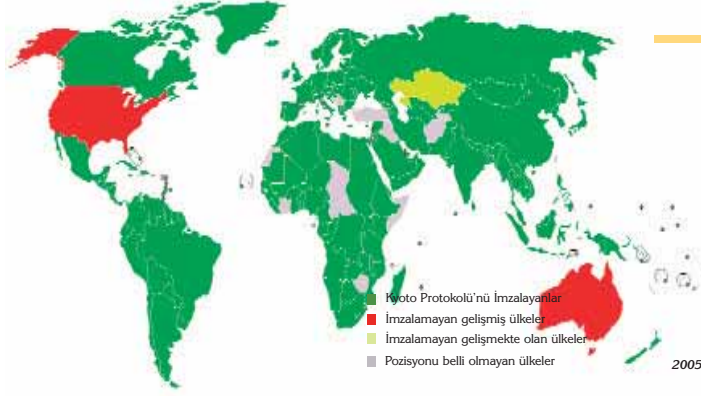 Kyoto Protokolü'nü İmzalayanlar
İmzalamayan gelişmiş ülkeler
İmzalamayan gelişmekte olan ülkeler
Pozisyonu belli olmayan ülkeler
2005